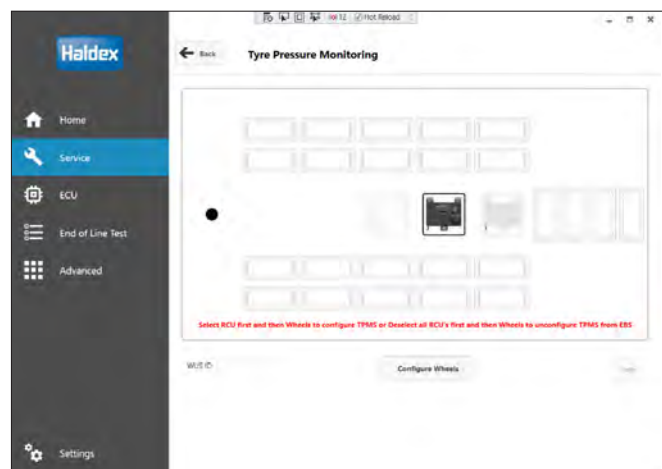 Hot Reload
Haldex
Back
Tyre Pressure Monitoring
Home
Service
ECU
End of Line Test
Advanced
Select RCU first and then Wheels to configure TPMS or Deselect all RCU's first and then Wheels to unconfigure TPMS from EBS
WUS ID
Configure Wheels
Settings